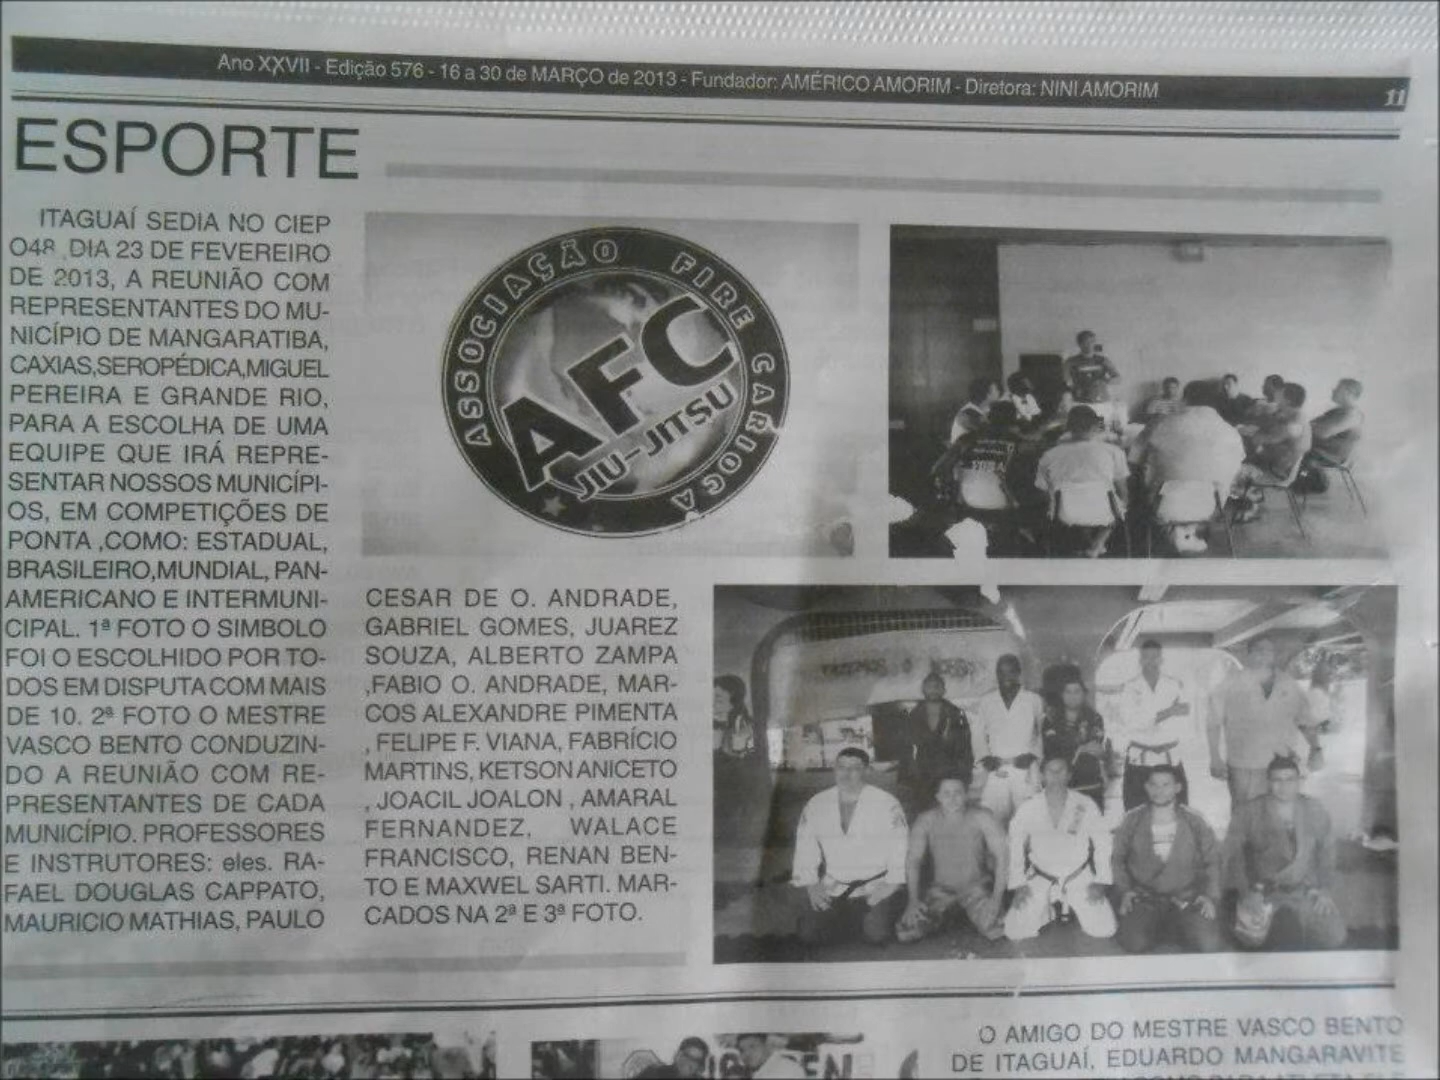 Ano XXVII - Edição 576 - 16 a 30 de MARÇO de 2013 - Fundador: AMÉRICO AMORIM - Diretora: NINI AMORIM
11
ESPORTE
ITAGUAÍ SEDIA NO CIEP
O48 ,DIA 23 DE FEVEREIRO
DE 2013, A REUNIÃO COM
REPRESENTANTES DO MU-
NICÍPIO DE MANGARATIBA,
CAXIAS,SEROPÉDICA,MIGUEL
PEREIRA E GRANDE RIO,
PARA A ESCOLHA DE UMA
EQUIPE QUE IRÁ REPRE-
SENTAR NOSSOS MUNICÍPI-
OS, EM COMPETIÇÕES DE
PONTA ,COMO: ESTADUAL,
BRASILEIRO,MUNDIAL, PAN-
AMERICANO E INTERMUNI-
CIPAL. 1ª FOTO O SIMBOLO
FOI O ESCOLHIDO POR TO-
DOS EM DISPUTA COM MAIS
DE 10. 2ª FOTO O MESTRE
VASCO BENTO CONDUZIN-
DO A REUNIÃO COM RE-
PRESENTANTES DE CADA
MUNICÍPIO. PROFESSORES
E INSTRUTORES: eles. RA-
FAEL DOUGLAS CAPPATO,
MAURICIO MATHIAS, PAULO
CESAR DE O. ANDRADE,
GABRIEL GOMES, JUAREZ
SOUZA, ALBERTO ZAMPA
,FABIO O. ANDRADE, MAR-
COS ALEXANDRE PIMENTA
, FELIPE F. VIANA, FABRÍCIO
MARTINS, KETSON ANICETO
, JOACIL JOALON , AMARAL
FERNANDEZ, WALACE
FRANCISCO, RENAN BEN-
TO E MAXWEL SARTI. MAR-
CADOS NA 2ª E 3ª FOTO.
ASSOCIAÇÃO FIRE CARIOCA
AFC
JIU-JITSU
O AMIGO DO MESTRE VASCO BENTO
DE ITAGUAÍ, EDUARDO MANGARAVITE